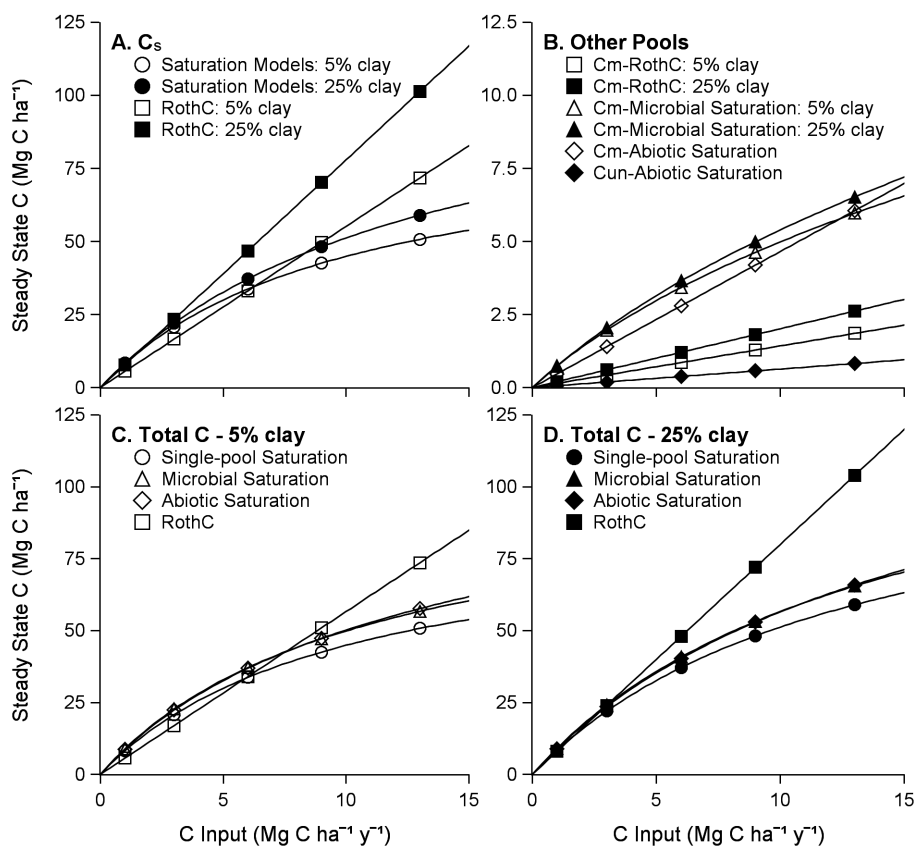 A. Cs
Saturation Models: 5% clay
Saturation Models: 25% clay
RothC: 5% clay
RothC: 25% clay
125
100
75
50
25
0
Steady State C (Mg C ha⁻¹)
B. Other Pools
Cm-RothC: 5% clay
Cm-RothC: 25% clay
Cm-Microbial Saturation: 5% clay
Cm-Microbial Saturation: 25% clay
Cm-Abiotic Saturation
Cun-Abiotic Saturation
12.5
10.0
7.5
5.0
2.5
0.0
C. Total C - 5% clay
Single-pool Saturation
Microbial Saturation
Abiotic Saturation
RothC
125
100
75
50
25
0
Steady State C (Mg C ha⁻¹)
0 5 10 15
C Input (Mg C ha⁻¹ y⁻¹)
D. Total C - 25% clay
Single-pool Saturation
Microbial Saturation
Abiotic Saturation
RothC
125
100
75
50
25
0
0 5 10 15
C Input (Mg C ha⁻¹ y⁻¹)